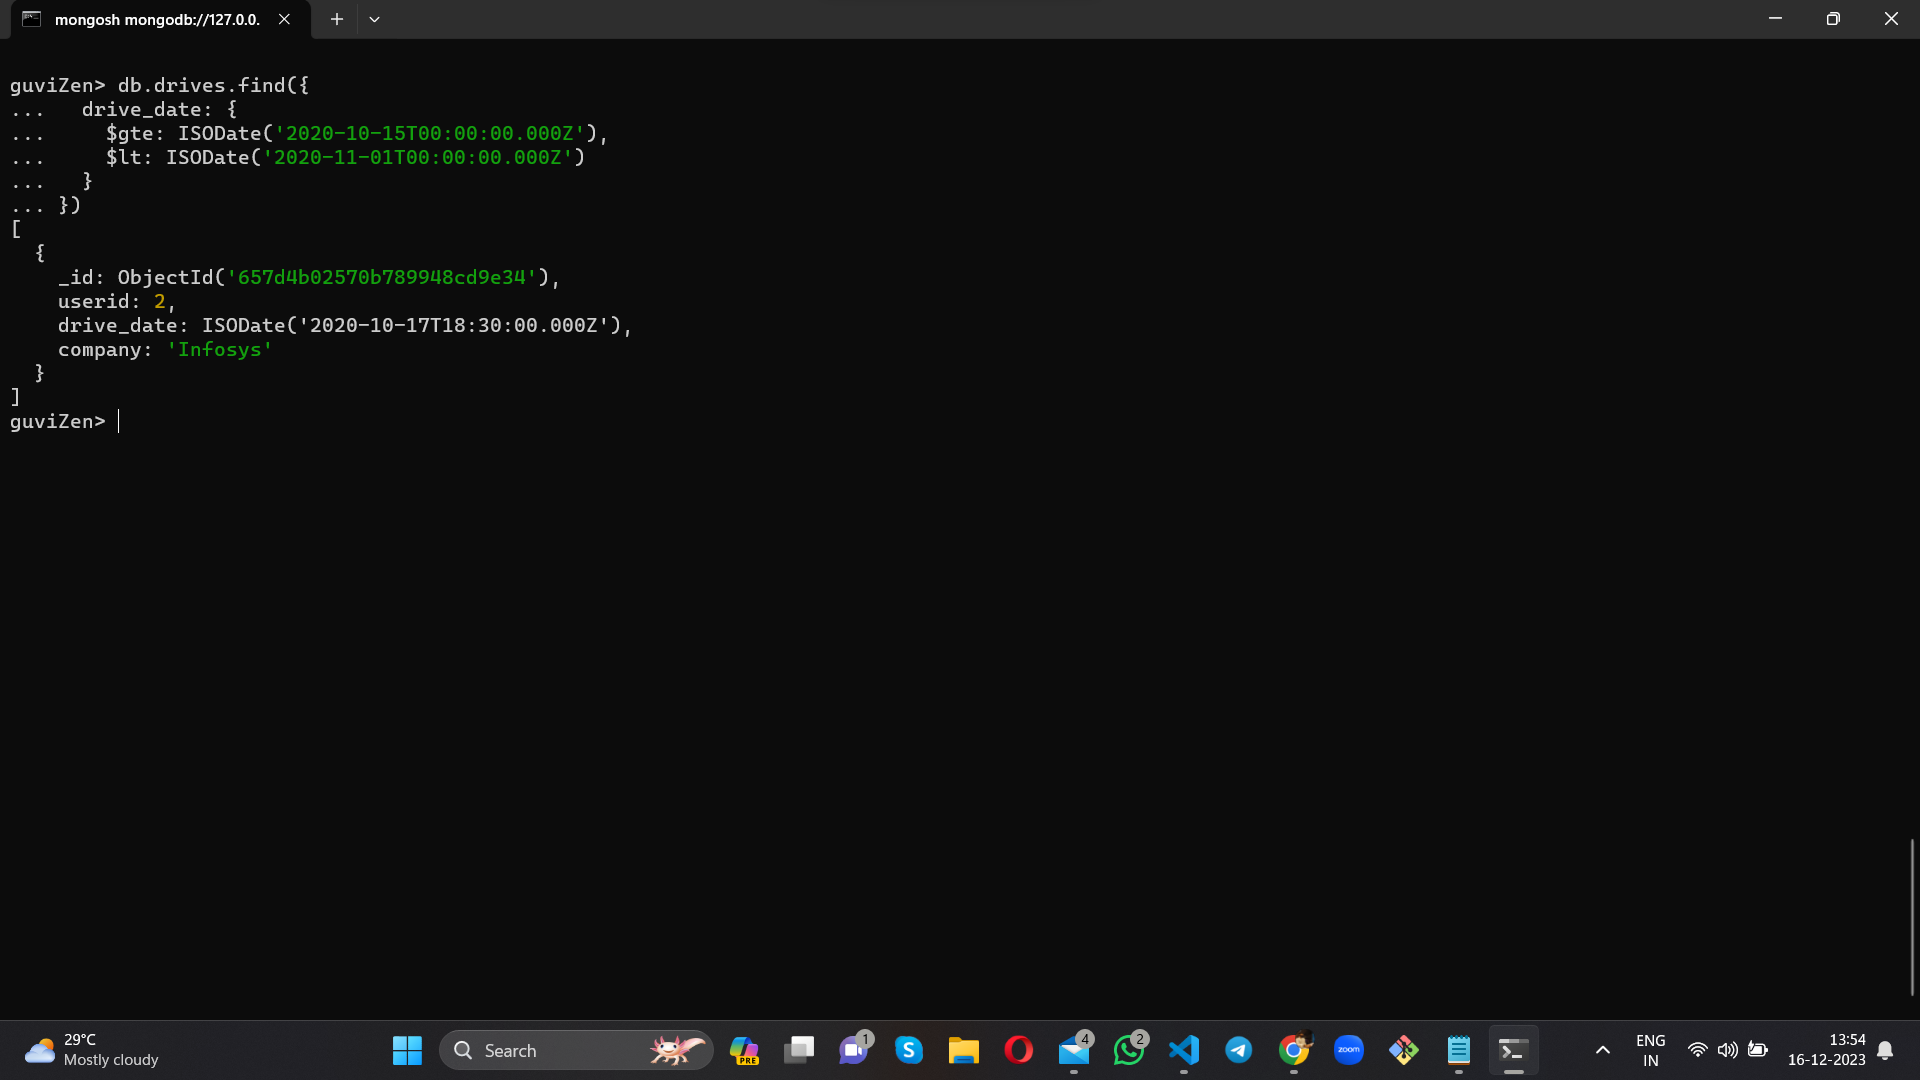 mongosh mongodb://127.0.0.
guviZen> db.drives.find({
...   drive_date: {
...     $gte: ISODate('2020-10-15T00:00:00.000Z'),
...     $lt: ISODate('2020-11-01T00:00:00.000Z')
...   }
... })
[
  {
    _id: ObjectId('657d4b02570b789948cd9e34'),
    userid: 2,
    drive_date: ISODate('2020-10-17T18:30:00.000Z'),
    company: 'Infosys'
  }
]
guviZen>
29°C
Mostly cloudy
Search
PRE
1
S
4
2
zoom
ENG
IN
13:54
16-12-2023